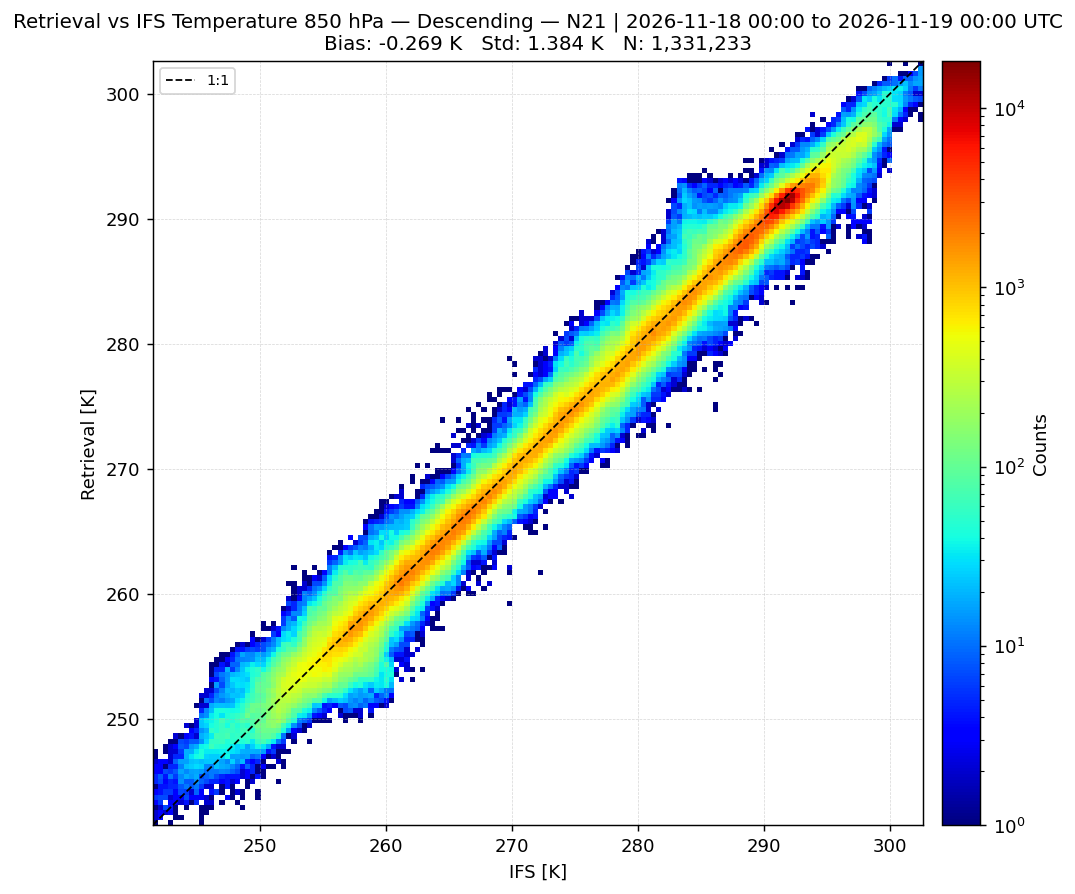 Retrieval vs IFS Temperature 850 hPa — Descending — N21 | 2026-11-18 00:00 to 2026-11-19 00:00 UTC
Bias: -0.269 K   Std: 1.384 K   N: 1,331,233
1:1
300
290
280
270
260
250
Retrieval [K]
250 260 270 280 290 300
IFS [K]
10⁴
10³
10²
10¹
10⁰
Counts